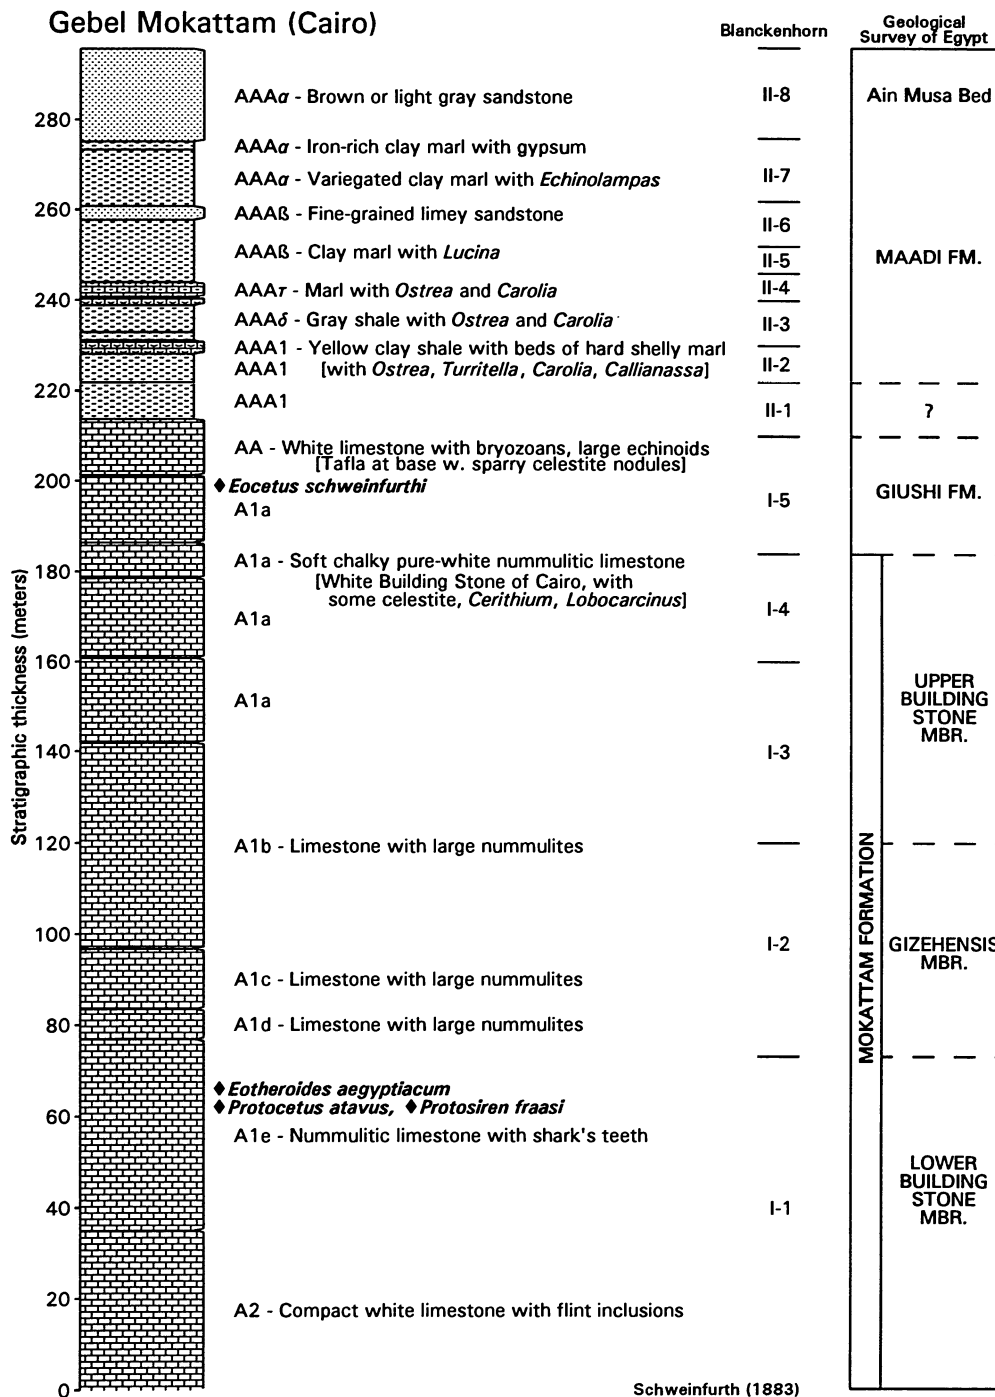 Gebel Mokattam (Cairo)
Blanckenhorn
Geological
Survey of Egypt
AAAα - Brown or light gray sandstone
II-8
Ain Musa Bed
280
AAAα - Iron-rich clay marl with gypsum
AAAα - Variegated clay marl with Echinolampas
II-7
260
AAAß - Fine-grained limey sandstone
II-6
AAAß - Clay marl with Lucina
II-5
MAADI FM.
AAAτ - Marl with Ostrea and Carolia
II-4
240
AAAδ - Gray shale with Ostrea and Carolia
II-3
AAA1 - Yellow clay shale with beds of hard shelly marl
AAA1 [with Ostrea, Turritella, Carolia, Callianassa]
II-2
220
AAA1
II-1
?
AA - White limestone with bryozoans, large echinoids
[Tafla at base w. sparry celestite nodules]
200
♦Eocetus schweinfurthi
A1a
I-5
GIUSHI FM.
180
A1a - Soft chalky pure-white nummulitic limestone
[White Building Stone of Cairo, with
some celestite, Cerithium, Lobocarcinus]
A1a
I-4
160
A1a
UPPER
BUILDING
STONE
MBR.
140
I-3
120
A1b - Limestone with large nummulites
100
I-2
GIZEHENSIS
MBR.
A1c - Limestone with large nummulites
80
A1d - Limestone with large nummulites
♦Eotheroides aegyptiacum
♦Protocetus atavus, ♦Protosiren fraasi
60
A1e - Nummulitic limestone with shark's teeth
LOWER
BUILDING
STONE
MBR.
40
I-1
20
A2 - Compact white limestone with flint inclusions
0
Schweinfurth (1883)
Stratigraphic thickness (meters)
MOKATTAM FORMATION